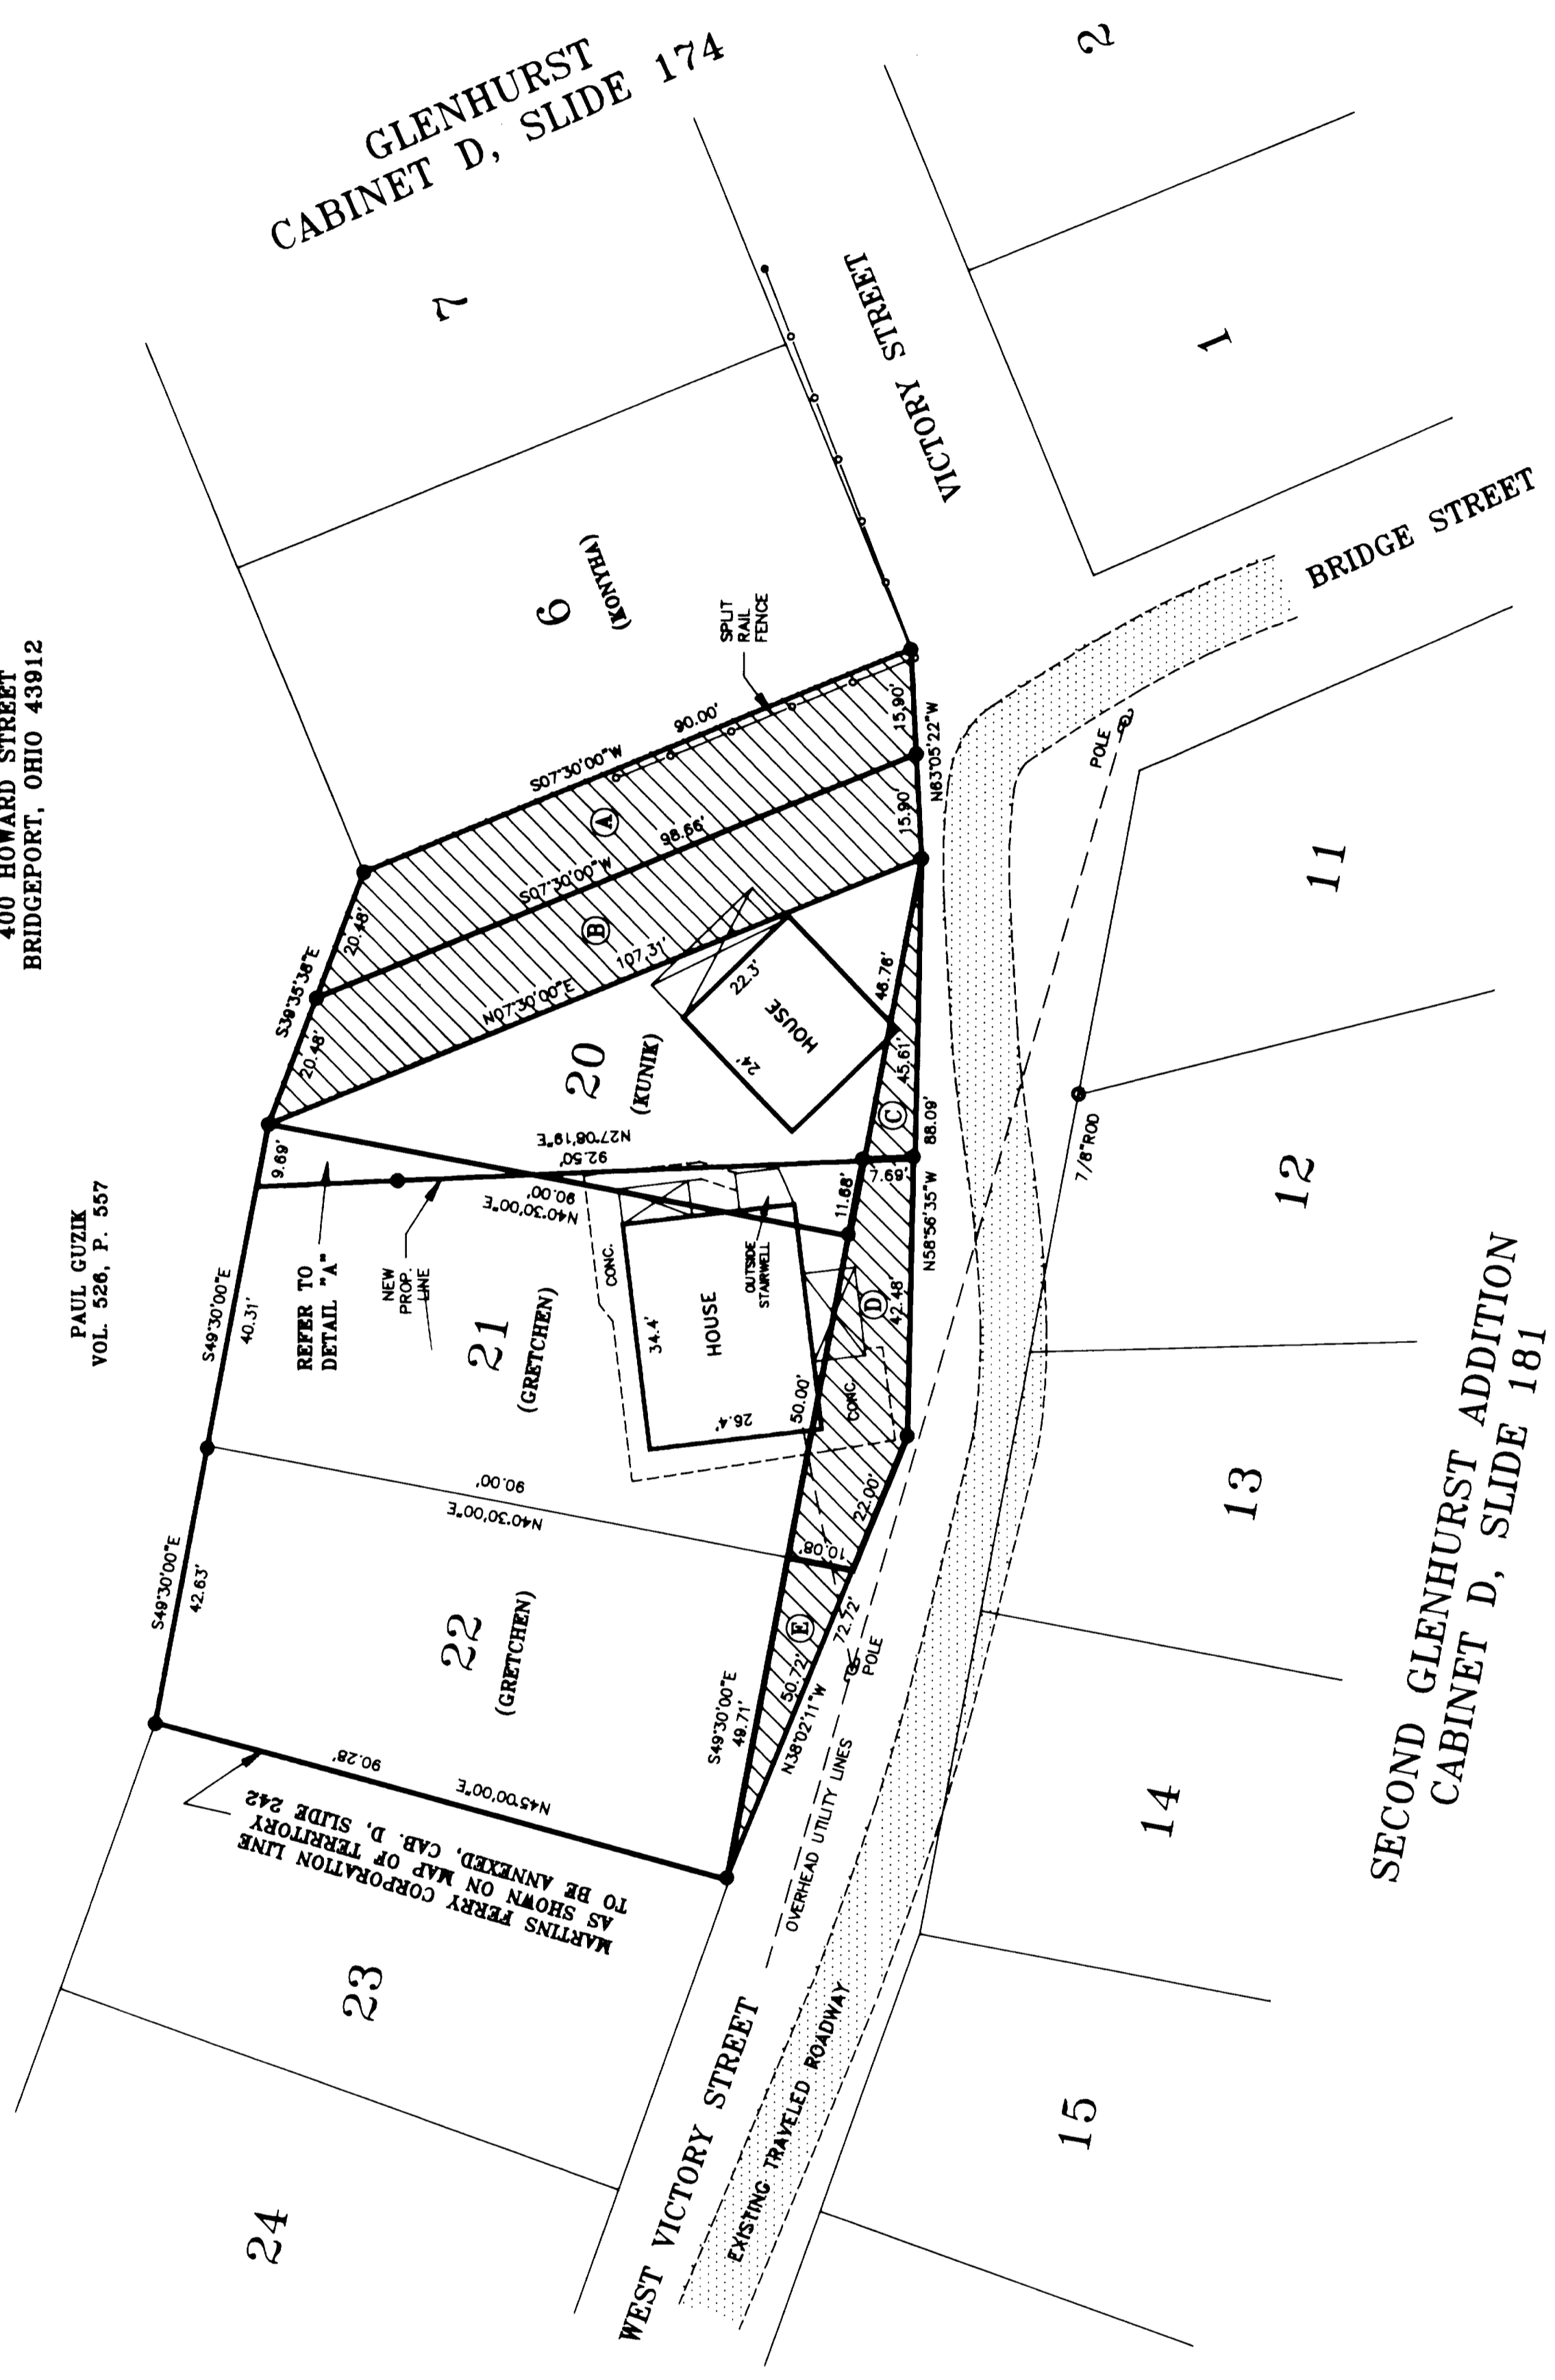 400 HOWARD STREET
BRIDGEPORT, OHIO 43912
PAUL GUZIK
VOL. 526, P. 557
GLENHURST
CABINET D, SLIDE 174
2
7
1
VICTORY STREET
BRIDGE STREET
6
(KONYHA)
SPLIT
RAIL
FENCE
90.00'
S07°30'00"W
A
15.90'
N63°05'22"W
15.90'
98.66'
S07°30'00"W
B
20.48'
S39°35'38"E
20.48'
107.31'
N07°30'00"E
22.3'
HOUSE
24'
20
(KUNIK)
46.76'
45.61'
C
88.09'
N58°56'35"W
7.69'
N27°08'19"E
92.50'
90.00'
N40°30'00"E
9.69'
REFER TO
DETAIL "A"
NEW
PROP.
LINE
S49°30'00"E
40.31'
21
(GRETCHEN)
CONC.
34.4'
HOUSE
OUTSIDE
STAIRWELL
11.68'
26.4'
50.00'
D
42.48'
CONC.
22.00'
10.08'
POLE
7/8"ROD
11
12
13
14
15
90.00'
N40°30'00"E
S49°30'00"E
42.63'
22
(GRETCHEN)
E
50.72'
72.72'
POLE
N38°02'11"W
S49°30'00"E
49.71'
90.28'
N45°00'00"E
MARTINS FERRY CORPORATION LINE
AS SHOWN ON MAP OF TERRITORY
TO BE ANNEXED, CAB. D, SLIDE 242
OVERHEAD UTILITY LINES
23
24
WEST VICTORY STREET
EXISTING TRAVELED ROADWAY
SECOND GLENHURST ADDITION
CABINET D, SLIDE 181